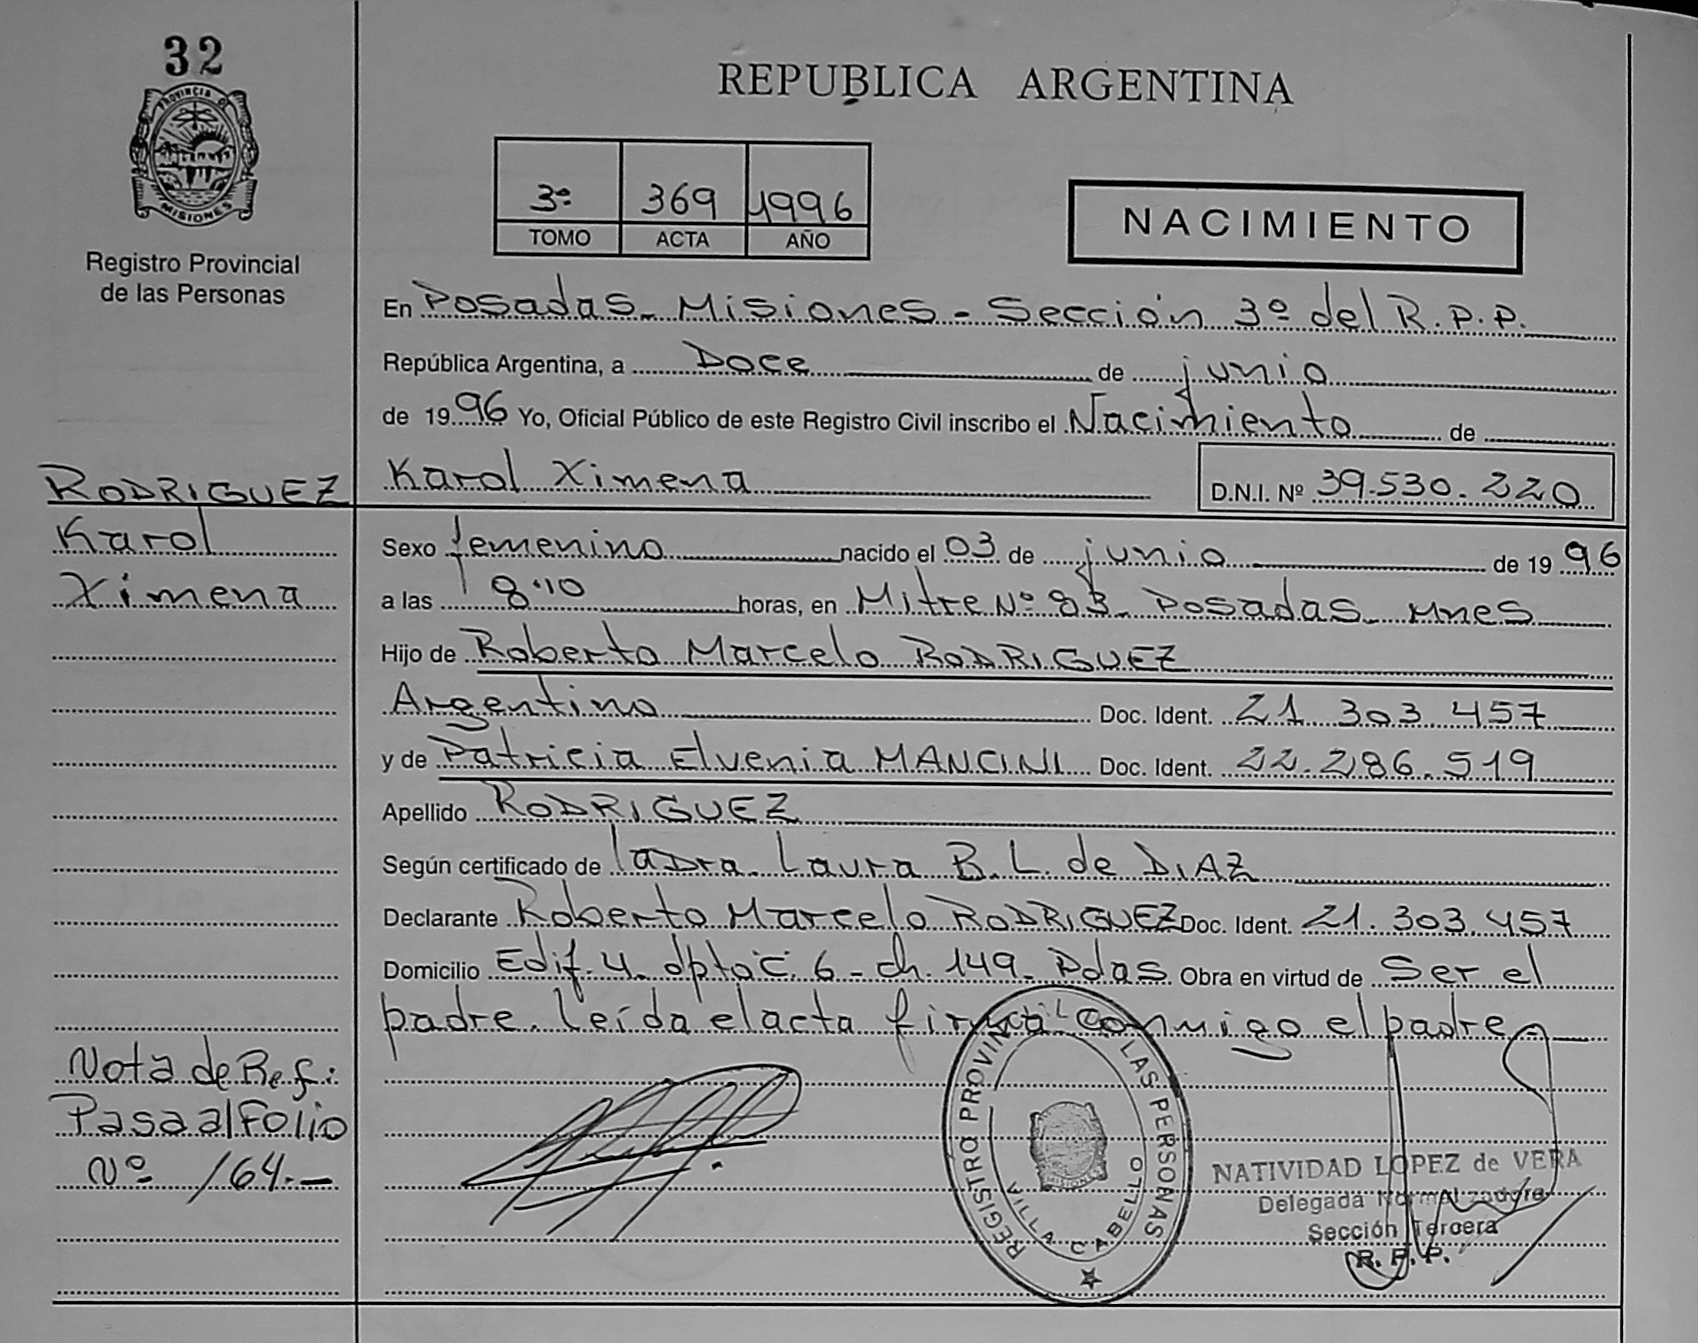 32
PROVINCIA DE
MISIONES
Registro Provincial
de las Personas
REPUBLICA ARGENTINA
3º 369 1996
TOMO ACTA AÑO
NACIMIENTO
En Posadas - Misiones - Sección 3º del R.P.P.
República Argentina, a Doce de junio
de 1996 Yo, Oficial Público de este Registro Civil inscribo el Nacimiento de
Karol Ximena D.N.I. Nº 39.530.220
RODRIGUEZ
Karol
Ximena
Sexo femenino nacido el 03 de junio de 1996
a las 8'10 horas, en Mitre Nº 83 - Posadas - Mnes
Hijo de Roberto Marcelo RODRIGUEZ
Argentino Doc. Ident. 21 303 457
y de Patricia Elvenia MANCINI Doc. Ident. 22.286.519
Apellido RODRIGUEZ
Según certificado de la Dra. Laura B. L. de DIAZ
Declarante Roberto Marcelo RODRIGUEZ Doc. Ident. 21.303.457
Domicilio Edif. 4. dpto "C". 6 - ch. 149 - Pdas Obra en virtud de Ser el
padre. leída el acta firma conmigo el padre.
Nota de Ref:
Pasa al Folio
Nº /64.-
REGISTRO PROVINCIAL LAS PERSONAS
VILLA CABELLO
NATIVIDAD LOPEZ de VERA
Delegada Normalizadora
Sección Tercera
R. P. P.